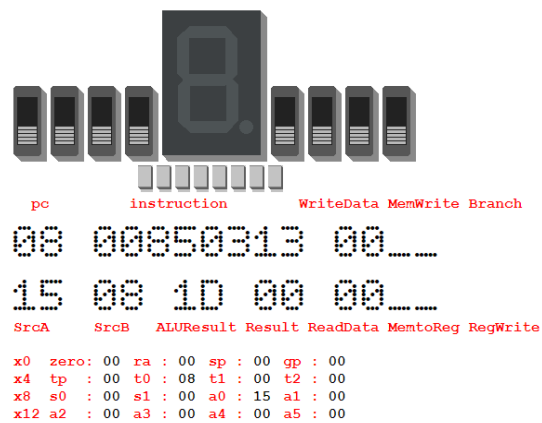 pc instruction WriteData MemWrite Branch
08 00850313 00__
15 08 1D 00 00__
SrcA SrcB ALUResult Result ReadData MemtoReg RegWrite
x0 zero: 00 ra : 00 sp : 00 gp : 00
x4 tp : 00 t0 : 08 t1 : 00 t2 : 00
x8 s0 : 00 s1 : 00 a0 : 15 a1 : 00
x12 a2 : 00 a3 : 00 a4 : 00 a5 : 00